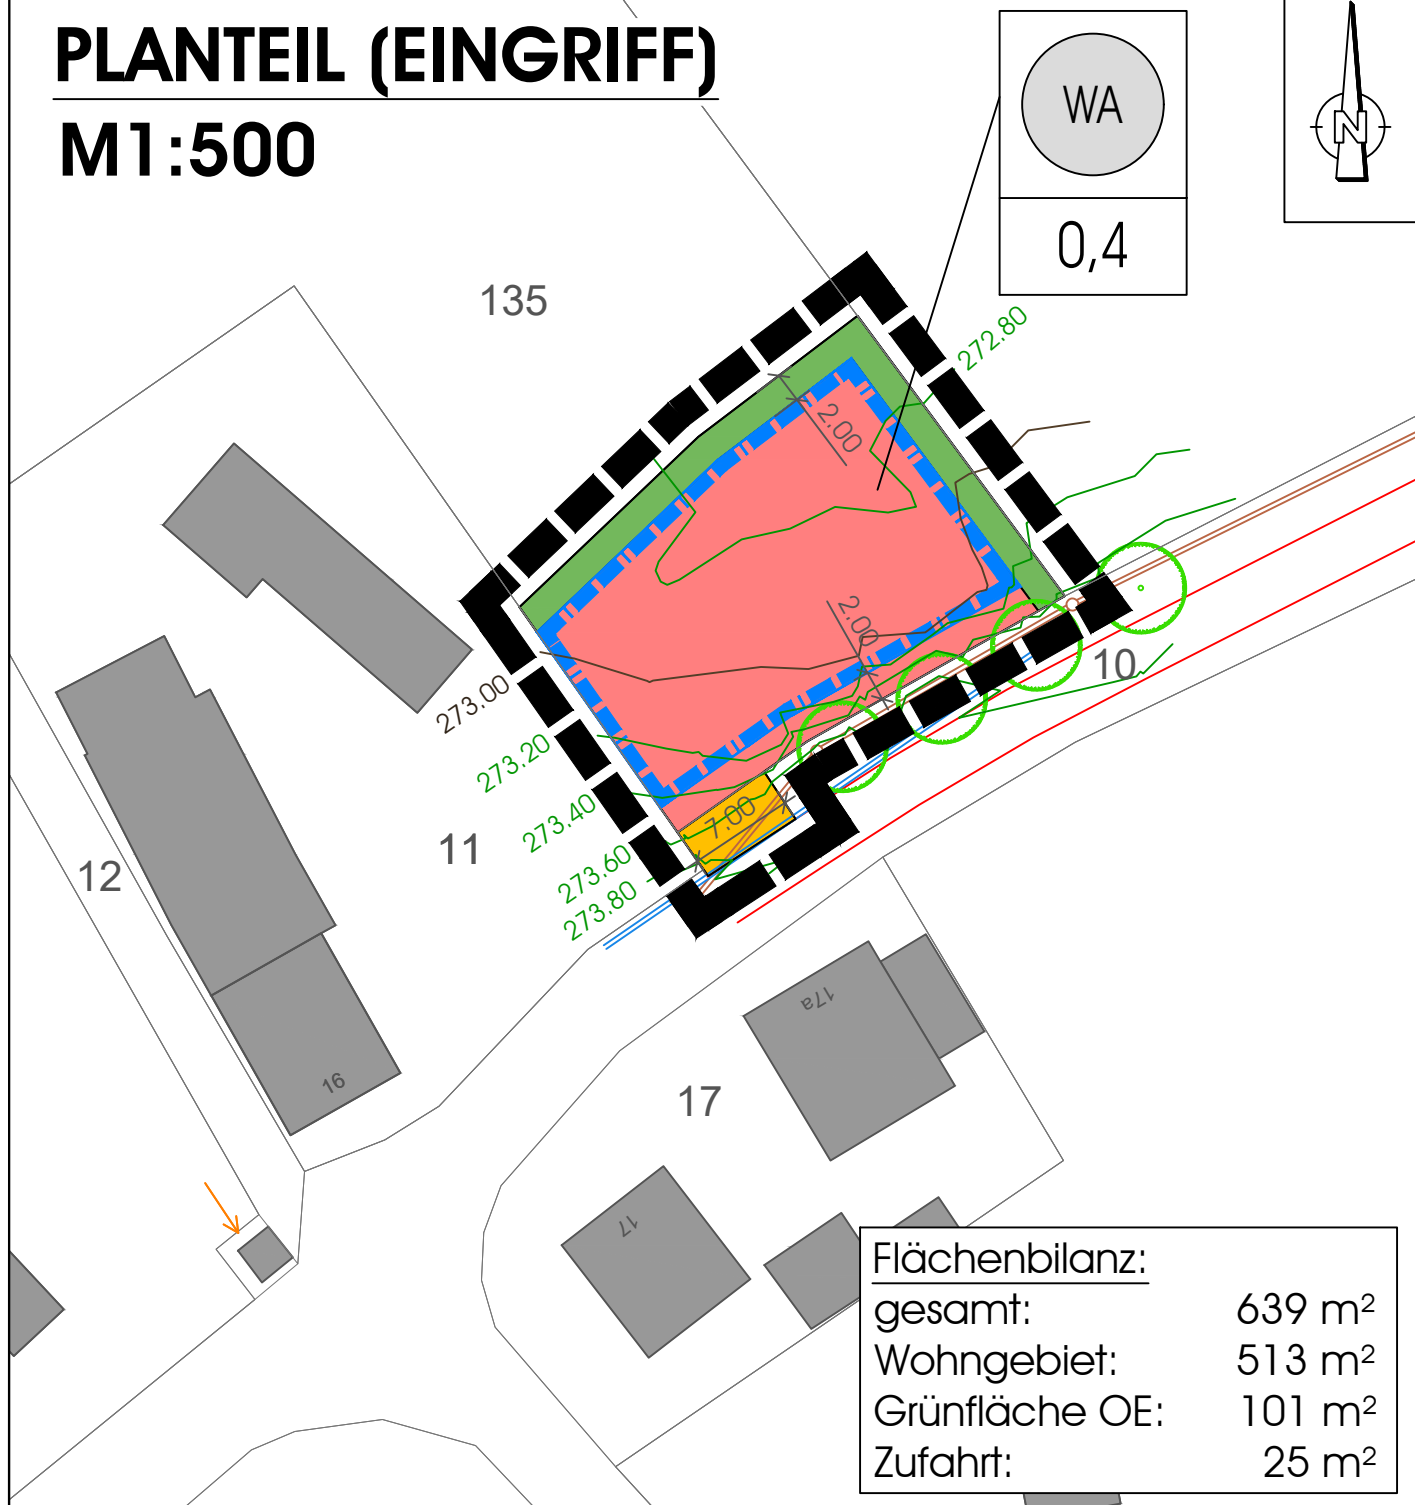 PLANTEIL (EINGRIFF)
M1:500
WA
0,4
N
135
272.80
2.00
2.00
10
273.00
273.20
273.40
273.60
273.80
7.00
11
12
16
17a
17
17
Flächenbilanz:
gesamt: 639 m²
Wohngebiet: 513 m²
Grünfläche OE: 101 m²
Zufahrt: 25 m²